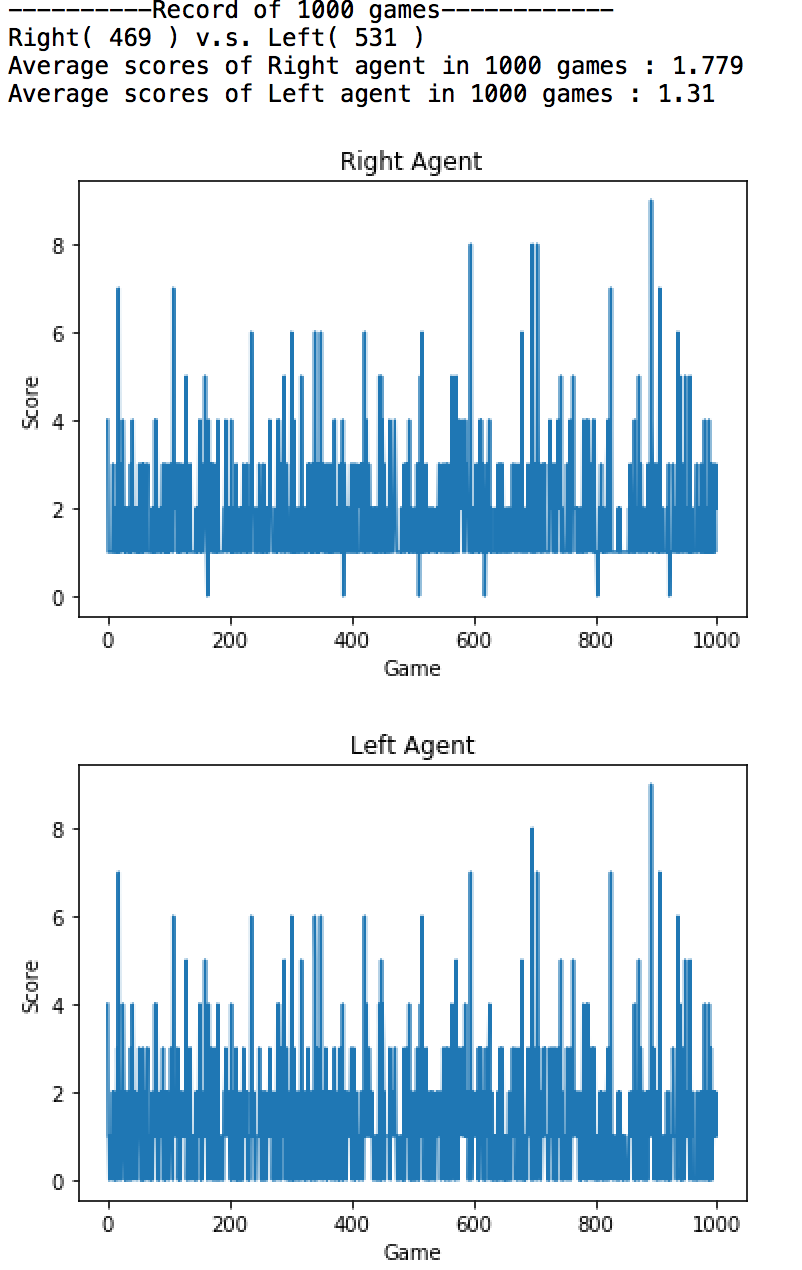 ----------Record of 1000 games------------
Right( 469 ) v.s. Left( 531 )
Average scores of Right agent in 1000 games : 1.779
Average scores of Left agent in 1000 games : 1.31
Right Agent
8
6
4
2
0
Score
0 200 400 600 800 1000
Game
Left Agent
8
6
4
2
0
Score
0 200 400 600 800 1000
Game